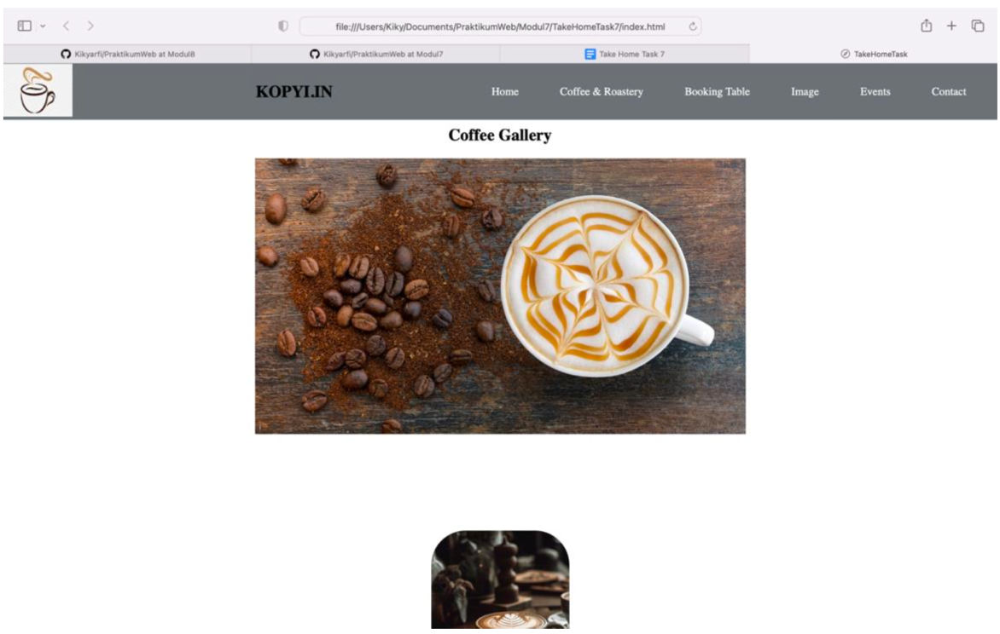 file:///Users/Kiky/Documents/PraktikumWeb/Modul7/TakeHomeTask7/index.html
Kikyarfi/PraktikumWeb at Modul8
Kikyarfi/PraktikumWeb at Modul7
Take Home Task 7
TakeHomeTask
KOPYI.IN
Home
Coffee & Roastery
Booking Table
Image
Events
Contact
Coffee Gallery